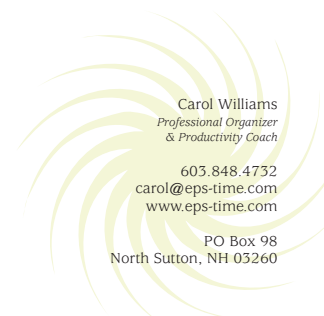 Carol Williams
Professional Organizer
& Productivity Coach
603.848.4732
carol@eps-time.com
www.eps-time.com
PO Box 98
North Sutton, NH 03260